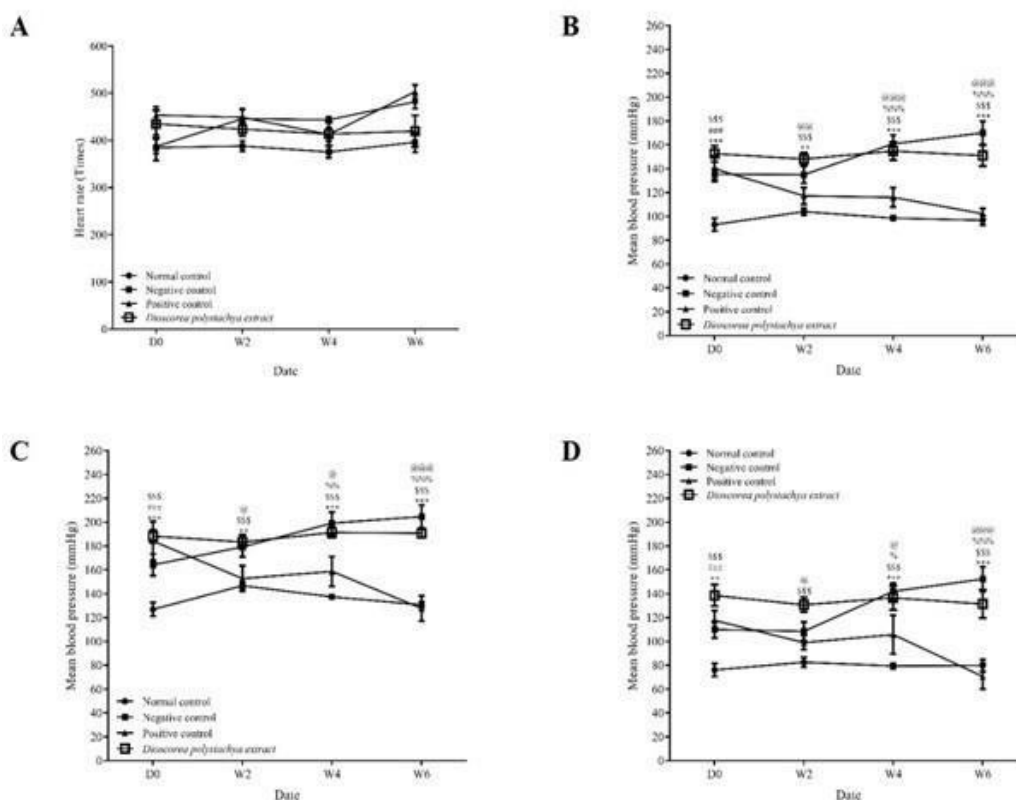 A
600
500
400
300
200
100
0
Heart rate (Times)
Normal control
Negative control
Positive control
Dioscorea polystachya extract
D0 W2 W4 W6
Date
B
260
240
220
200
180
160
140
120
100
80
60
40
20
0
Mean blood pressure (mmHg)
$$$
###
***
@@@
$$$
**
@@@@
%%%
$$$
***
@@@@
%%%
$$$
***
Normal control
Negative control
Positive control
Dioscorea polystachya extract
D0 W2 W4 W6
Date
C
260
240
220
200
180
160
140
120
100
80
60
40
20
0
Mean blood pressure (mmHg)
$$$
***
@
$$$
**
@
%%
$$$
***
@@@@
%%%
$$$
***
Normal control
Negative control
Positive control
Dioscorea polystachya extract
D0 W2 W4 W6
Date
D
260
240
220
200
180
160
140
120
100
80
60
40
20
0
Mean blood pressure (mmHg)
Normal control
Negative control
Positive control
Dioscorea polystachya extract
$$$
**
$$$
$$$
***
@@@@
%%%
$$$
***
D0 W2 W4 W6
Date